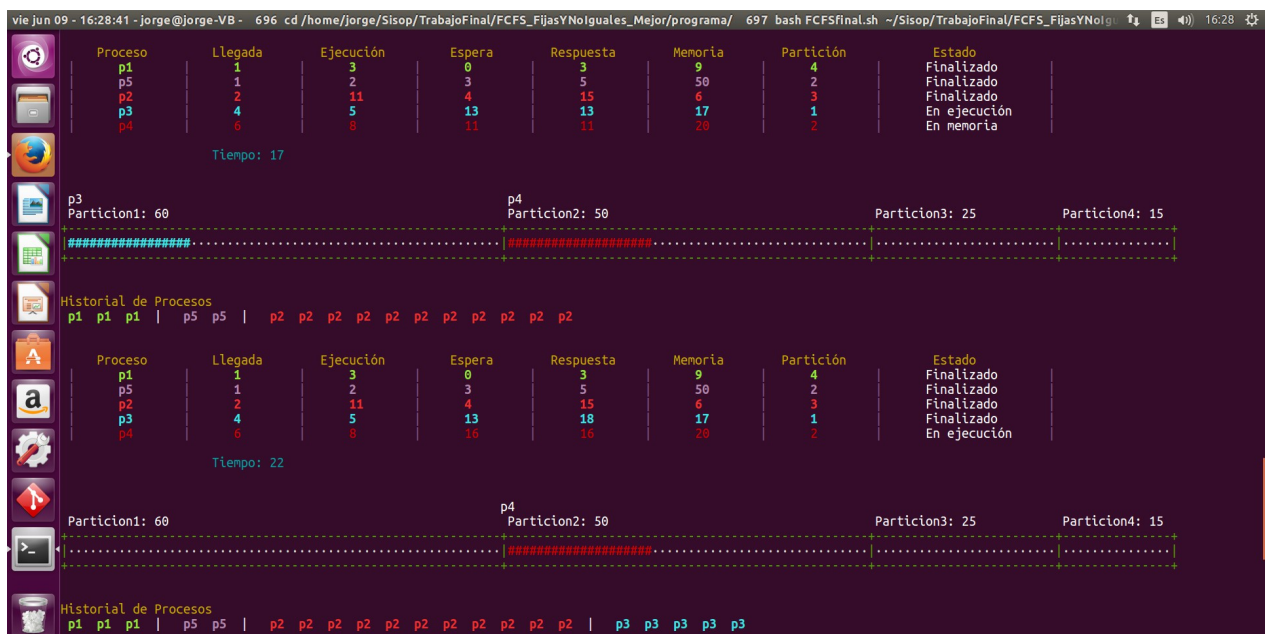 vie jun 09 - 16:28:41 - jorge@jorge-VB - 696 cd /home/jorge/Sisop/TrabajoFinal/FCFS_FijasYNoIguales_Mejor/programa/ 697 bash FCFSfinal.sh ~/Sisop/TrabajoFinal/FCFS_FijasYNoIgu Es 16:28
Proceso Llegada Ejecución Espera Respuesta Memoria Partición Estado
p1 | 1 | 3 | 0 | 3 | 9 | 4 | Finalizado |
p5 | 1 | 2 | 3 | 5 | 50 | 2 | Finalizado |
p2 | 2 | 11 | 4 | 15 | 6 | 3 | Finalizado |
p3 | 4 | 5 | 13 | 13 | 17 | 1 | En ejecución |
p4 | 6 | 8 | 11 | 11 | 20 | 2 | En memoria |
Tiempo: 17
p3 p4
Particion1: 60 Particion2: 50 Particion3: 25 Particion4: 15
Historial de Procesos
p1 p1 p1 | p5 p5 | p2 p2 p2 p2 p2 p2 p2 p2 p2 p2 p2
Proceso Llegada Ejecución Espera Respuesta Memoria Partición Estado
p1 | 1 | 3 | 0 | 3 | 9 | 4 | Finalizado |
p5 | 1 | 2 | 3 | 5 | 50 | 2 | Finalizado |
p2 | 2 | 11 | 4 | 15 | 6 | 3 | Finalizado |
p3 | 4 | 5 | 13 | 18 | 17 | 1 | Finalizado |
p4 | 6 | 8 | 16 | 16 | 20 | 2 | En ejecución |
Tiempo: 22
p4
Particion1: 60 Particion2: 50 Particion3: 25 Particion4: 15
Historial de Procesos
p1 p1 p1 | p5 p5 | p2 p2 p2 p2 p2 p2 p2 p2 p2 p2 p2 | p3 p3 p3 p3 p3